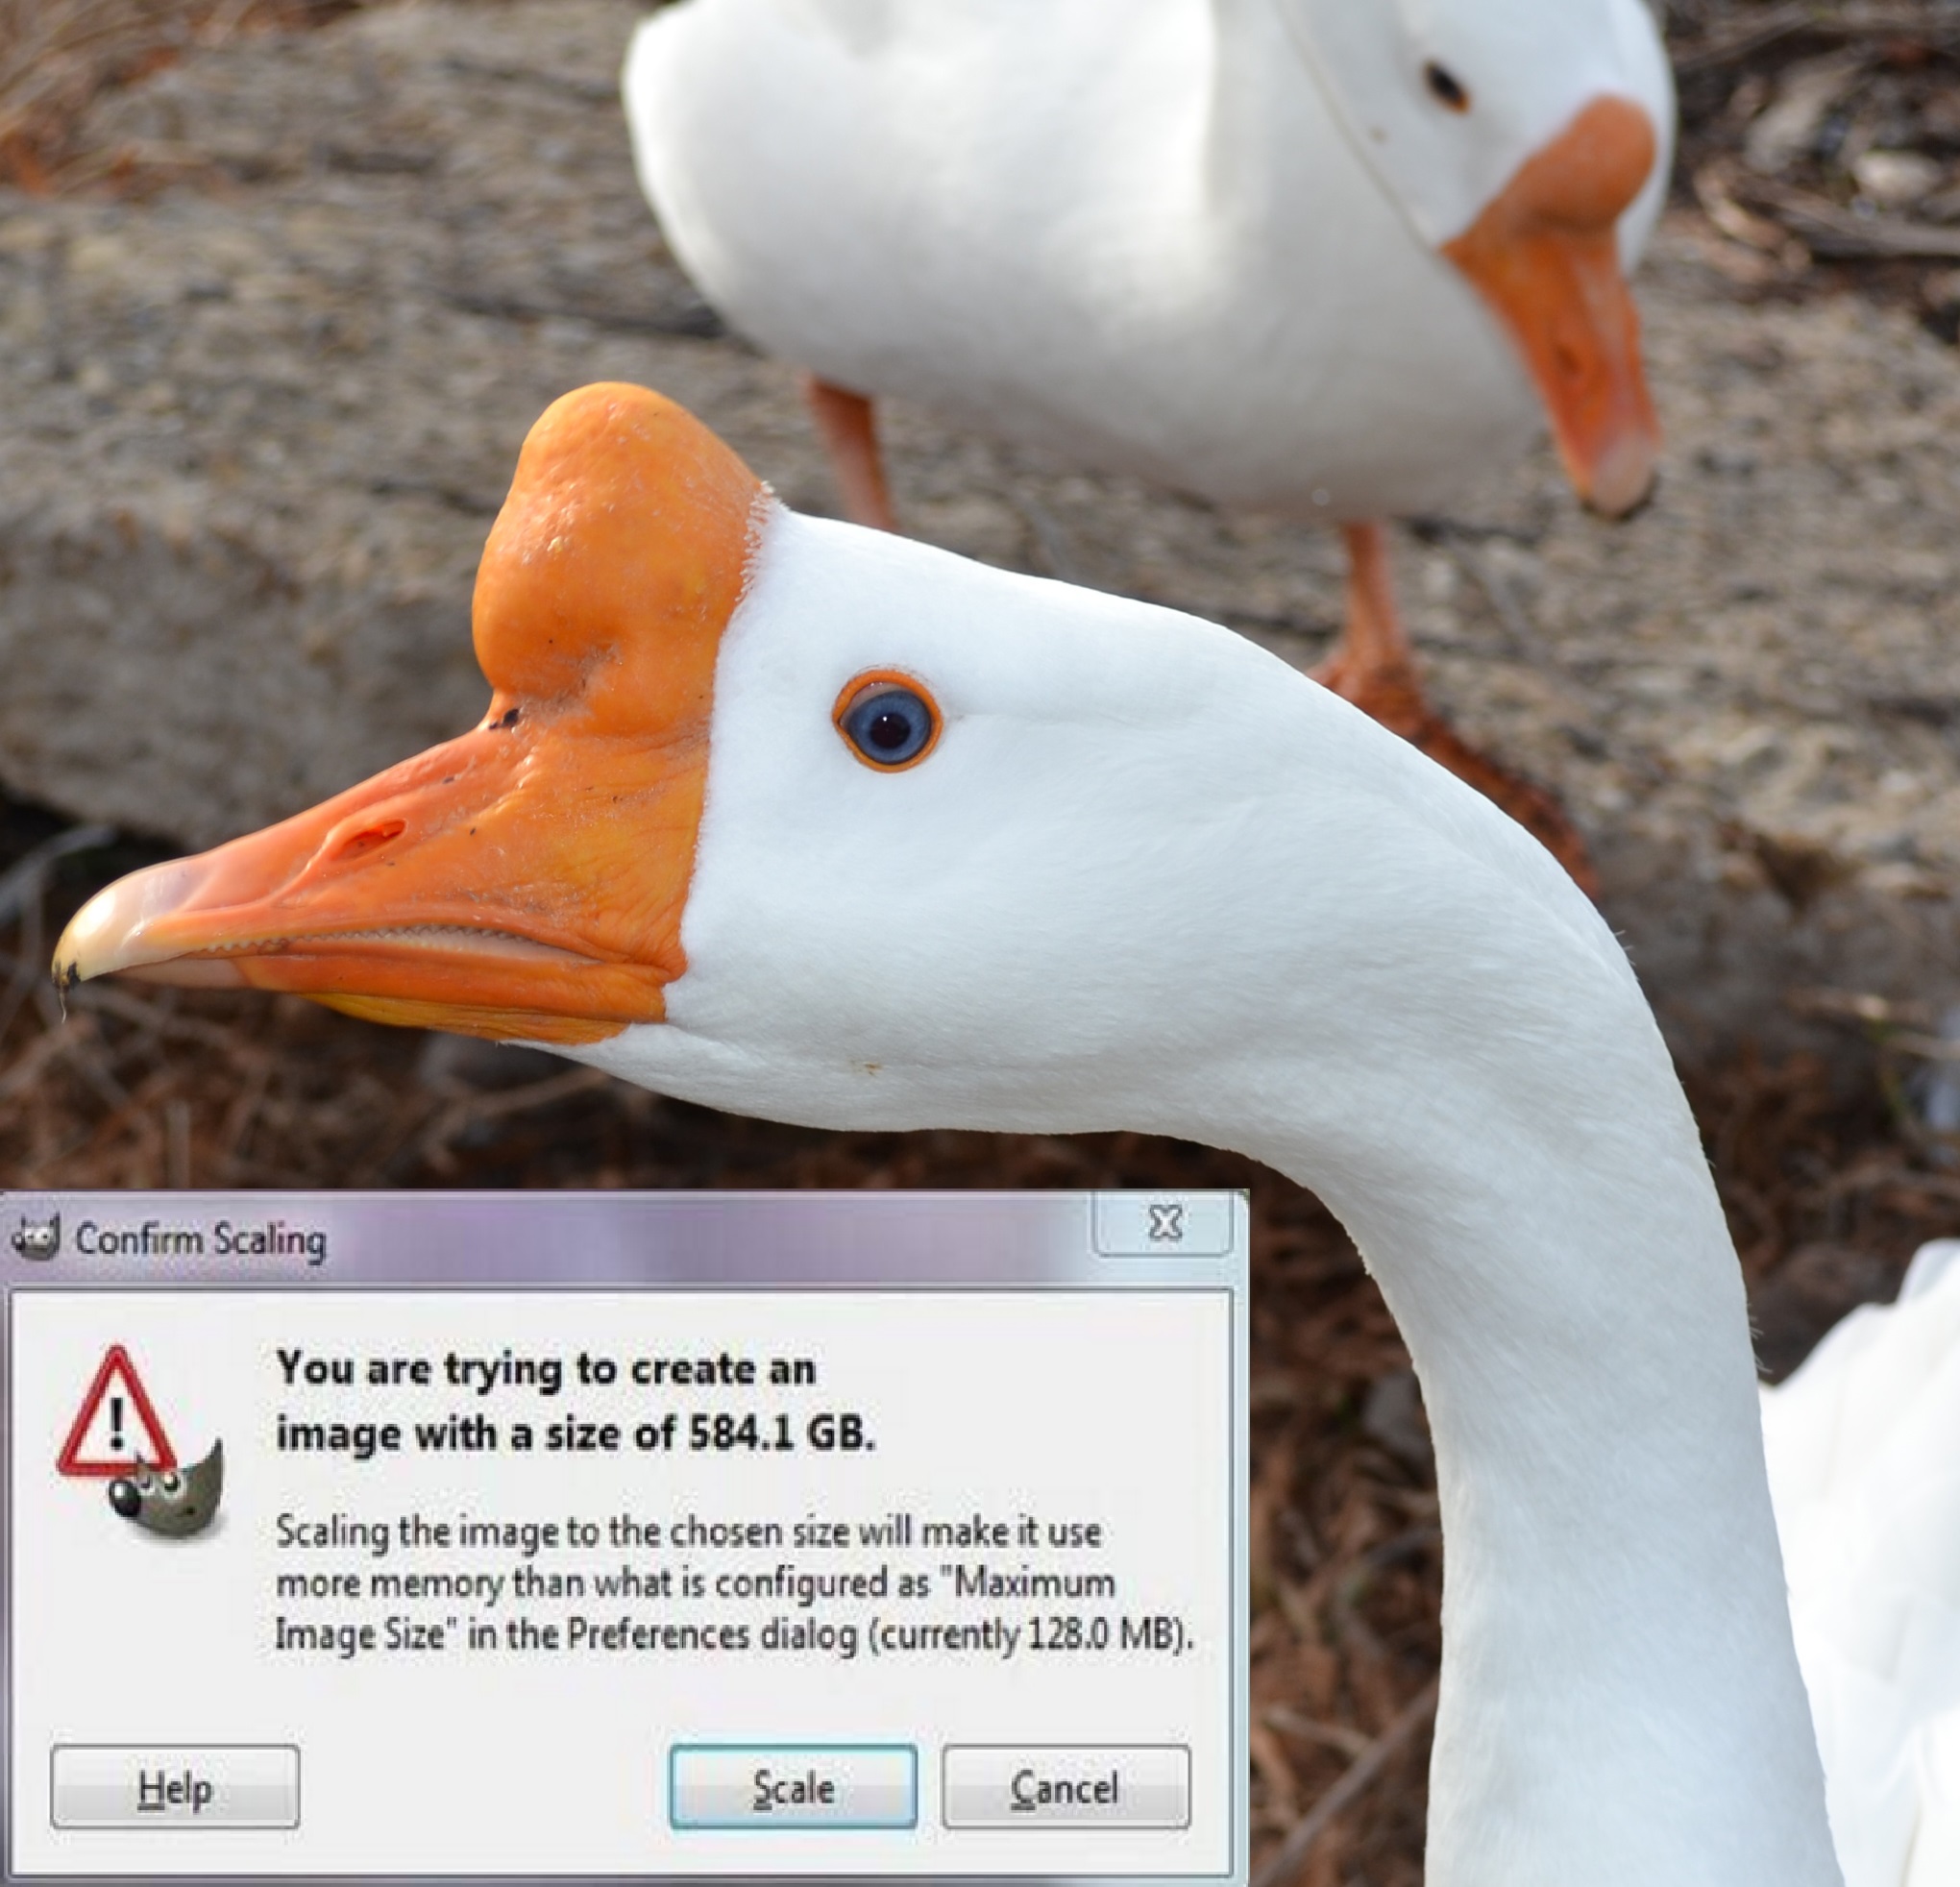 Confirm Scaling
You are trying to create an
image with a size of 584.1 GB.
Scaling the image to the chosen size will make it use
more memory than what is configured as "Maximum
Image Size" in the Preferences dialog (currently 128.0 MB).
Help
Scale
Cancel